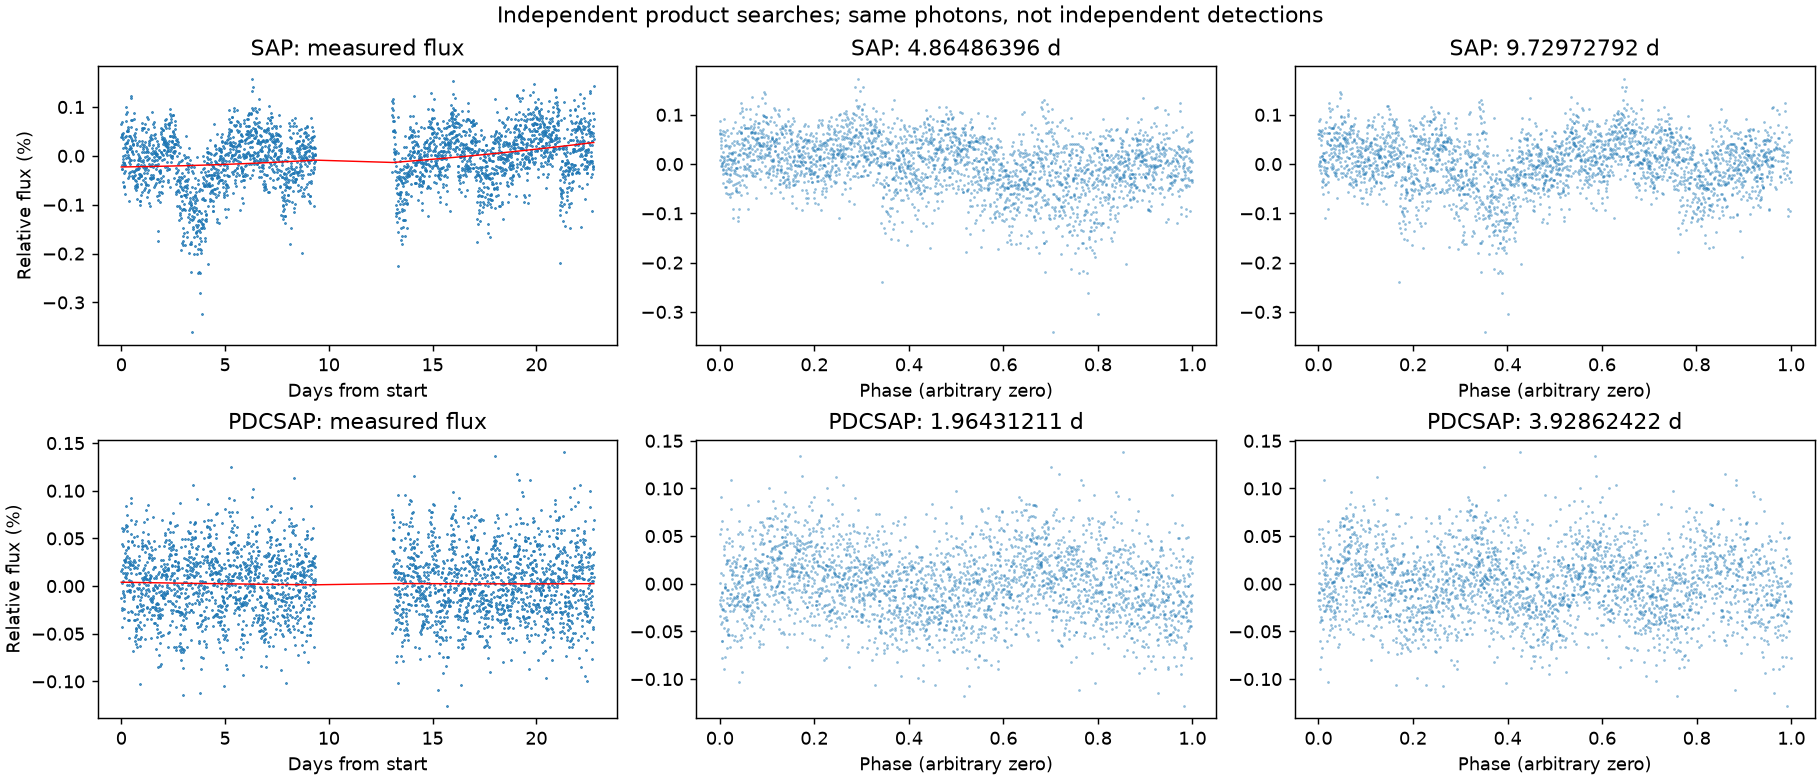 Independent product searches; same photons, not independent detections
SAP: measured flux
SAP: 4.86486396 d
SAP: 9.72972792 d
Relative flux (%)
0.1
0.0
−0.1
−0.2
−0.3
0.1
0.0
−0.1
−0.2
−0.3
0.1
0.0
−0.1
−0.2
−0.3
0 5 10 15 20
0.0 0.2 0.4 0.6 0.8 1.0
0.0 0.2 0.4 0.6 0.8 1.0
Days from start
Phase (arbitrary zero)
Phase (arbitrary zero)
PDCSAP: measured flux
PDCSAP: 1.96431211 d
PDCSAP: 3.92862422 d
Relative flux (%)
0.15
0.10
0.05
0.00
−0.05
−0.10
0.15
0.10
0.05
0.00
−0.05
−0.10
0.15
0.10
0.05
0.00
−0.05
−0.10
0 5 10 15 20
0.0 0.2 0.4 0.6 0.8 1.0
0.0 0.2 0.4 0.6 0.8 1.0
Days from start
Phase (arbitrary zero)
Phase (arbitrary zero)